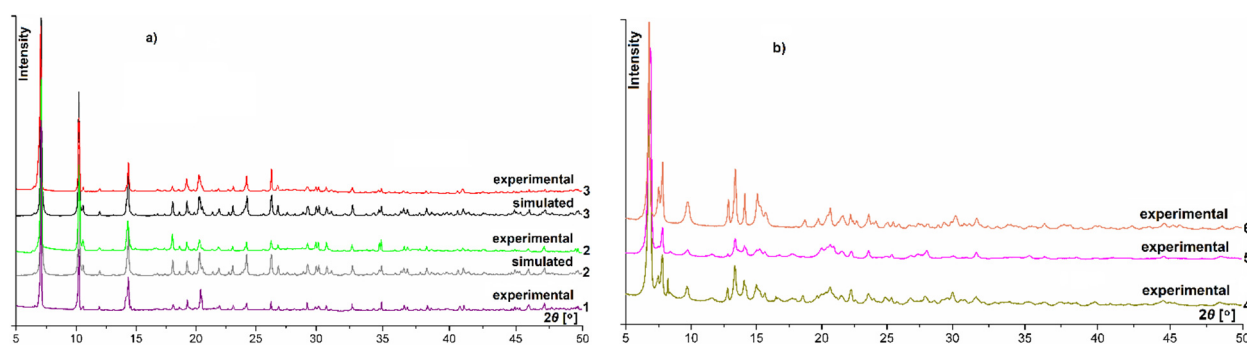 Intensity
a)
experimental
3
simulated
3
experimental
2
simulated
2
experimental
1
2θ [°]
5 10 15 20 25 30 35 40 45 50
Intensity
b)
experimental
6
experimental
5
experimental
4
2θ [°]
5 10 15 20 25 30 35 40 45 50